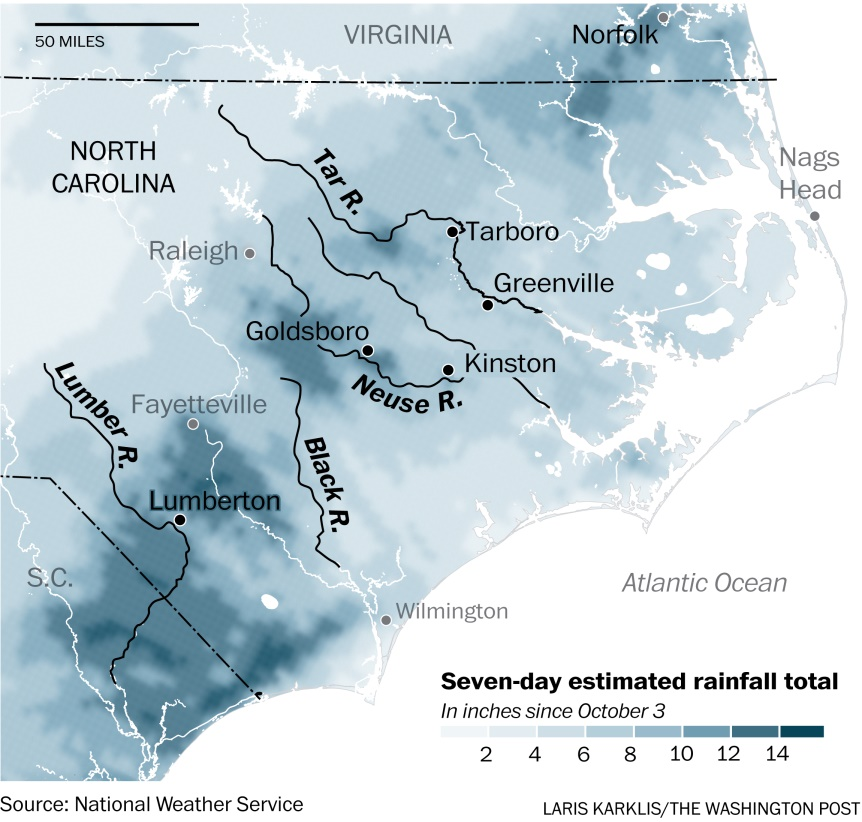 50 MILES
VIRGINIA
Norfolk
NORTH
CAROLINA
Nags
Head
Tar R.
Tarboro
Raleigh
Greenville
Goldsboro
Kinston
Neuse R.
Lumber R.
Fayetteville
Black R.
Lumberton
S.C.
Atlantic Ocean
Wilmington
Seven-day estimated rainfall total
In inches since October 3
2 4 6 8 10 12 14
Source: National Weather Service
LARIS KARKLIS/THE WASHINGTON POST